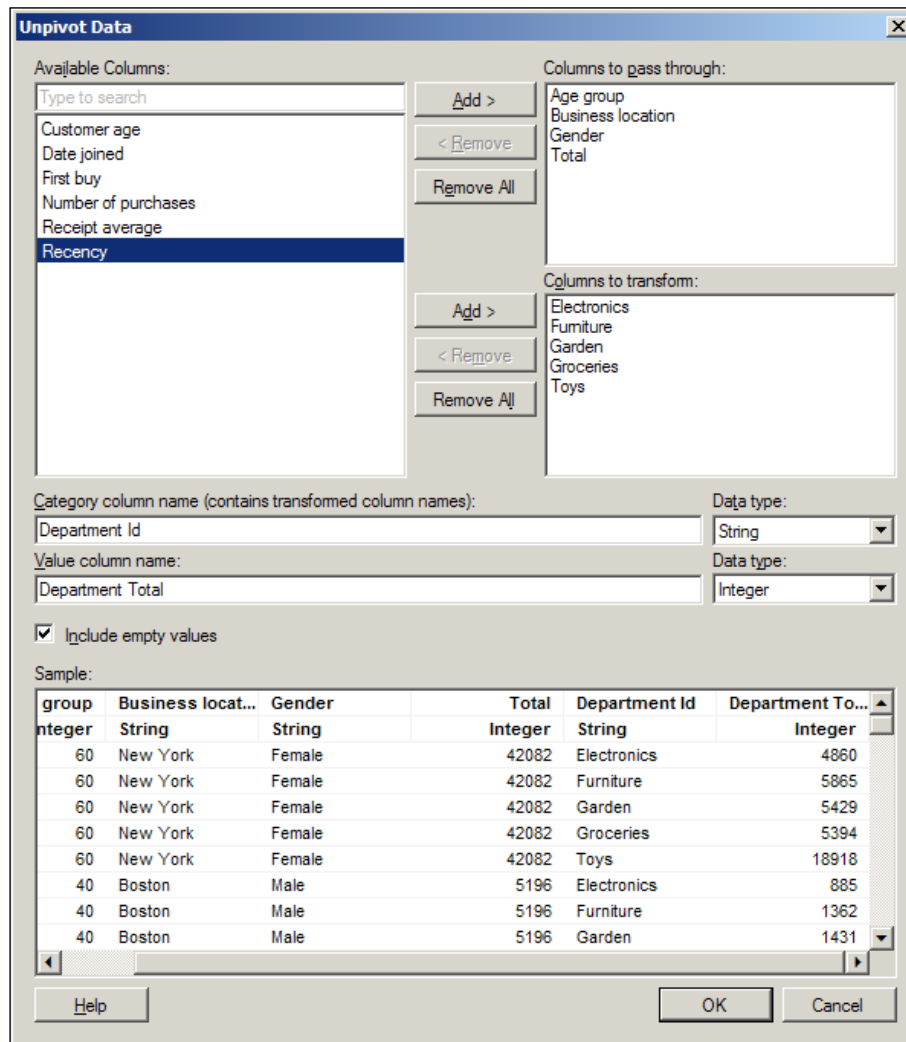 Unpivot Data
Available Columns:
Type to search
Customer age
Date joined
First buy
Number of purchases
Receipt average
Recency
Add >
< Remove
Remove All
Columns to pass through:
Age group
Business location
Gender
Total
Add >
< Remove
Remove All
Columns to transform:
Electronics
Furniture
Garden
Groceries
Toys
Category column name (contains transformed column names):
Data type:
Department Id
String
Value column name:
Data type:
Department Total
Integer
Include empty values
Sample:
group Business locat... Gender Total Department Id Department To...
nteger String String Integer String Integer
60 New York Female 42082 Electronics 4860
60 New York Female 42082 Furniture 5865
60 New York Female 42082 Garden 5429
60 New York Female 42082 Groceries 5394
60 New York Female 42082 Toys 18918
40 Boston Male 5196 Electronics 885
40 Boston Male 5196 Furniture 1362
40 Boston Male 5196 Garden 1431
Help
OK
Cancel